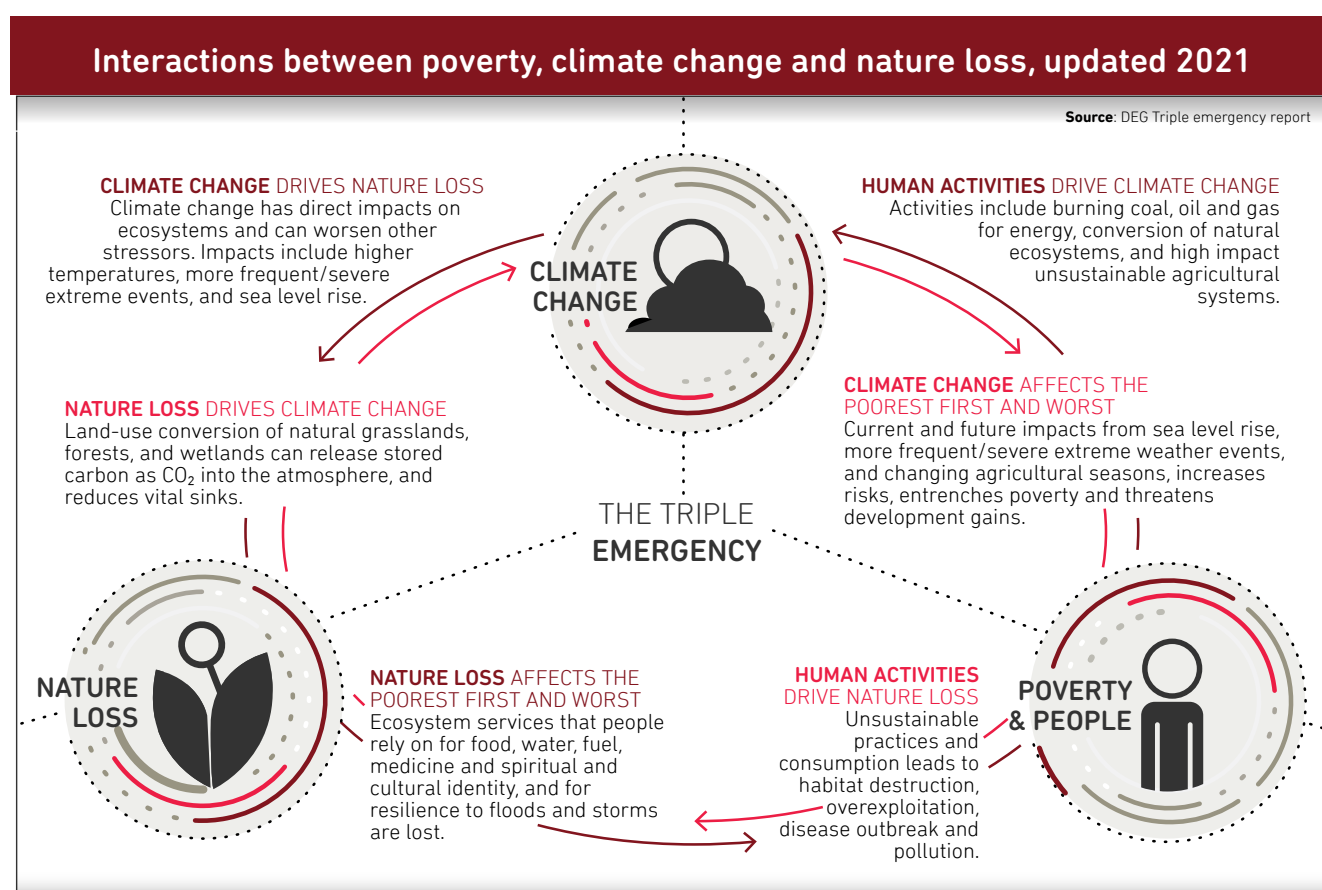 Interactions between poverty, climate change and nature loss, updated 2021
Source: DEG Triple emergency report
CLIMATE CHANGE DRIVES NATURE LOSS
Climate change has direct impacts on
ecosystems and can worsen other
stressors. Impacts include higher
temperatures, more frequent/severe
extreme events, and sea level rise.
HUMAN ACTIVITIES DRIVE CLIMATE CHANGE
Activities include burning coal, oil and gas
for energy, conversion of natural
ecosystems, and high impact
unsustainable agricultural
systems.
CLIMATE
CHANGE
NATURE LOSS DRIVES CLIMATE CHANGE
Land-use conversion of natural grasslands,
forests, and wetlands can release stored
carbon as CO₂ into the atmosphere, and
reduces vital sinks.
CLIMATE CHANGE AFFECTS THE
POOREST FIRST AND WORST
Current and future impacts from sea level rise,
more frequent/severe extreme weather events,
and changing agricultural seasons, increases
risks, entrenches poverty and threatens
development gains.
THE TRIPLE
EMERGENCY
NATURE
LOSS
NATURE LOSS AFFECTS THE
POOREST FIRST AND WORST
Ecosystem services that people
rely on for food, water, fuel,
medicine and spiritual and
cultural identity, and for
resilience to floods and storms
are lost.
HUMAN ACTIVITIES
DRIVE NATURE LOSS
Unsustainable
practices and
consumption leads to
habitat destruction,
overexploitation,
disease outbreak and
pollution.
POVERTY
& PEOPLE